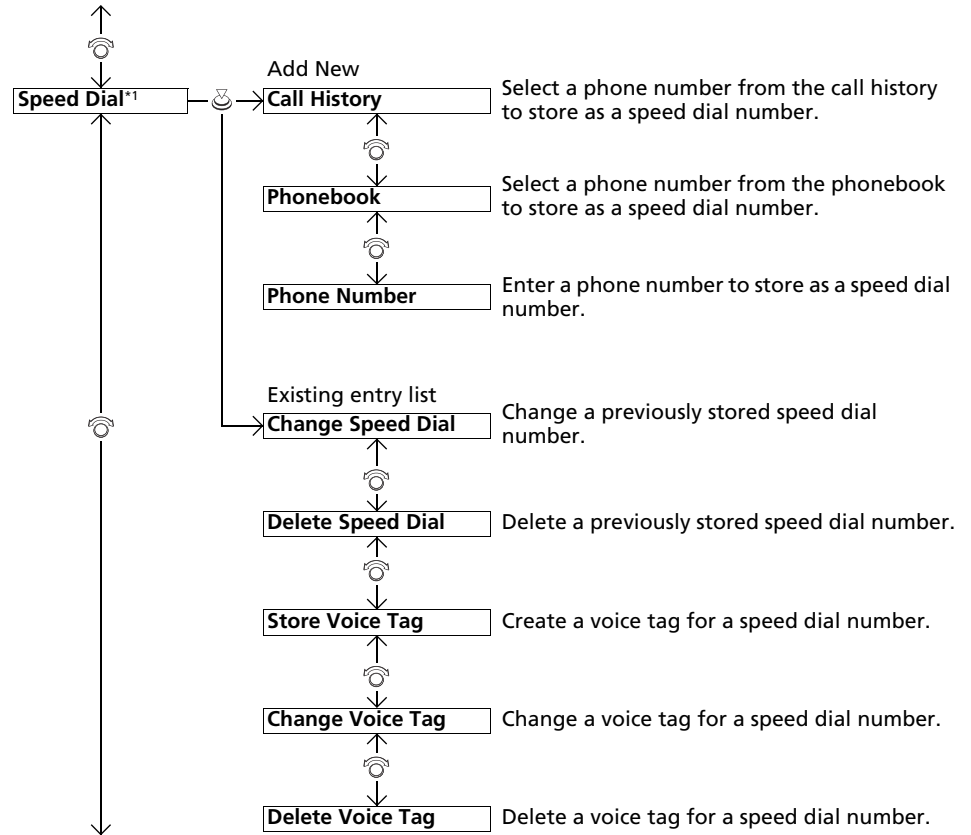 Add New
Speed Dial*1
Call History
Select a phone number from the call history
to store as a speed dial number.
Phonebook
Select a phone number from the phonebook
to store as a speed dial number.
Phone Number
Enter a phone number to store as a speed dial
number.
Existing entry list
Change Speed Dial
Change a previously stored speed dial
number.
Delete Speed Dial
Delete a previously stored speed dial number.
Store Voice Tag
Create a voice tag for a speed dial number.
Change Voice Tag
Change a voice tag for a speed dial number.
Delete Voice Tag
Delete a voice tag for a speed dial number.